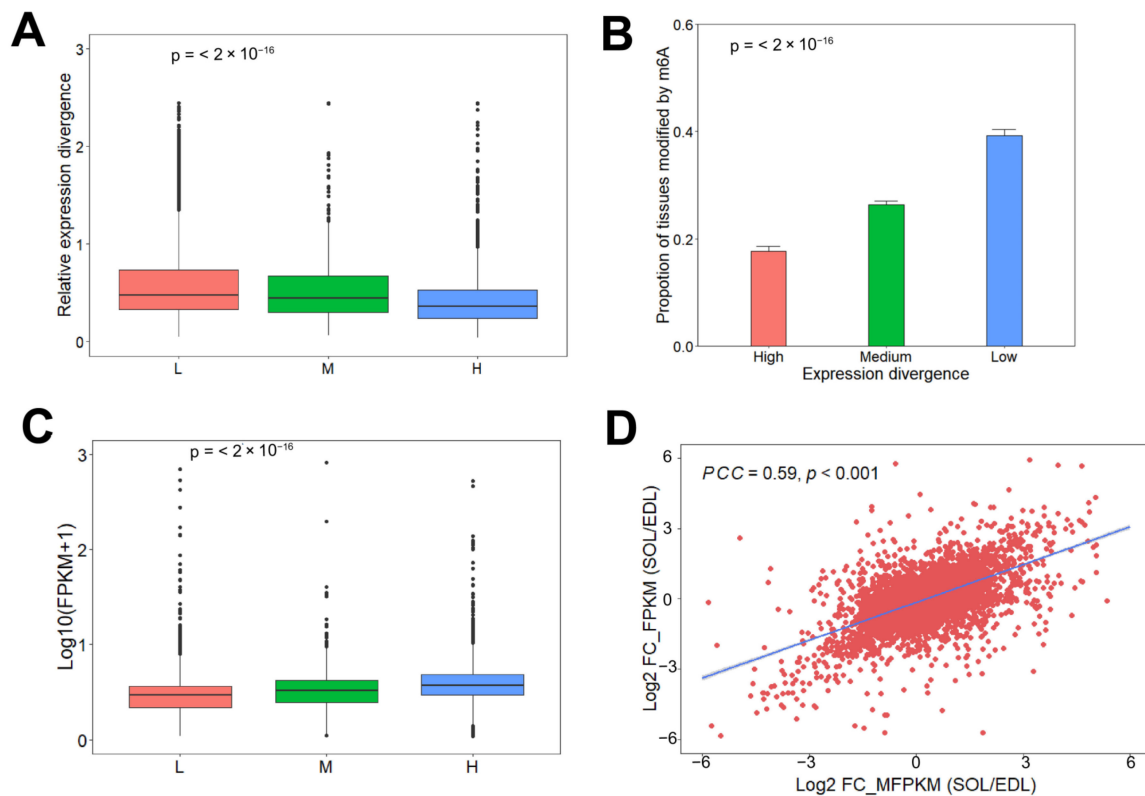 A
p = < 2 × 10⁻¹⁶
Relative expression divergence
3
2
1
0
L M H
B
p = < 2 × 10⁻¹⁶
Propotion of tissues modified by m6A
0.6
0.4
0.2
0.0
High Medium Low
Expression divergence
C
p = < 2 × 10⁻¹⁶
Log10(FPKM+1)
3
2
1
0
L M H
D
PCC = 0.59, p < 0.001
Log2 FC_FPKM (SOL/EDL)
6
3
0
−3
−6
−6 −3 0 3 6
Log2 FC_MFPKM (SOL/EDL)